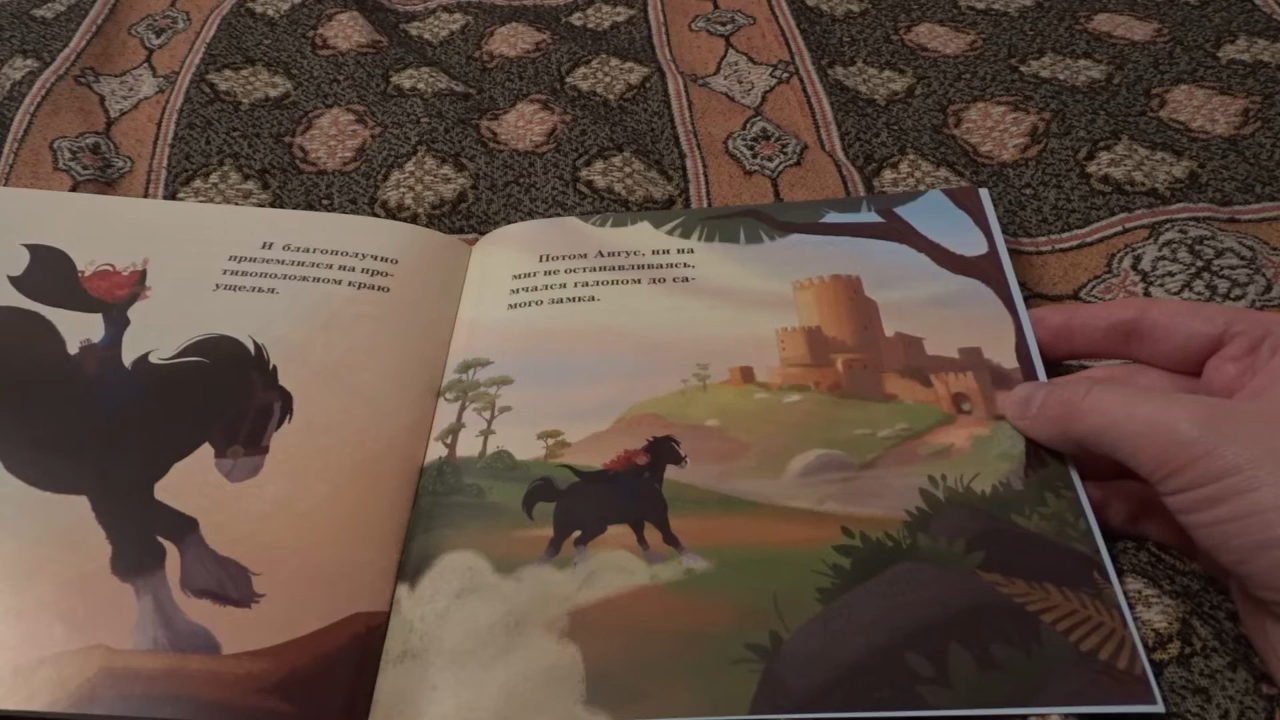 И благополучно
приземлился на про-
тивоположном краю
ущелья.
Потом Ангус, ни на
миг не останавливаясь,
мчался галопом до са-
мого замка.